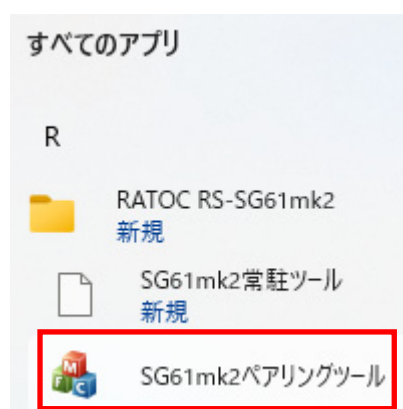 すべてのアプリ
R
RATOC RS-SG61mk2
新規
SG61mk2常駐ツール
新規
MFC
SG61mk2ペアリングツール